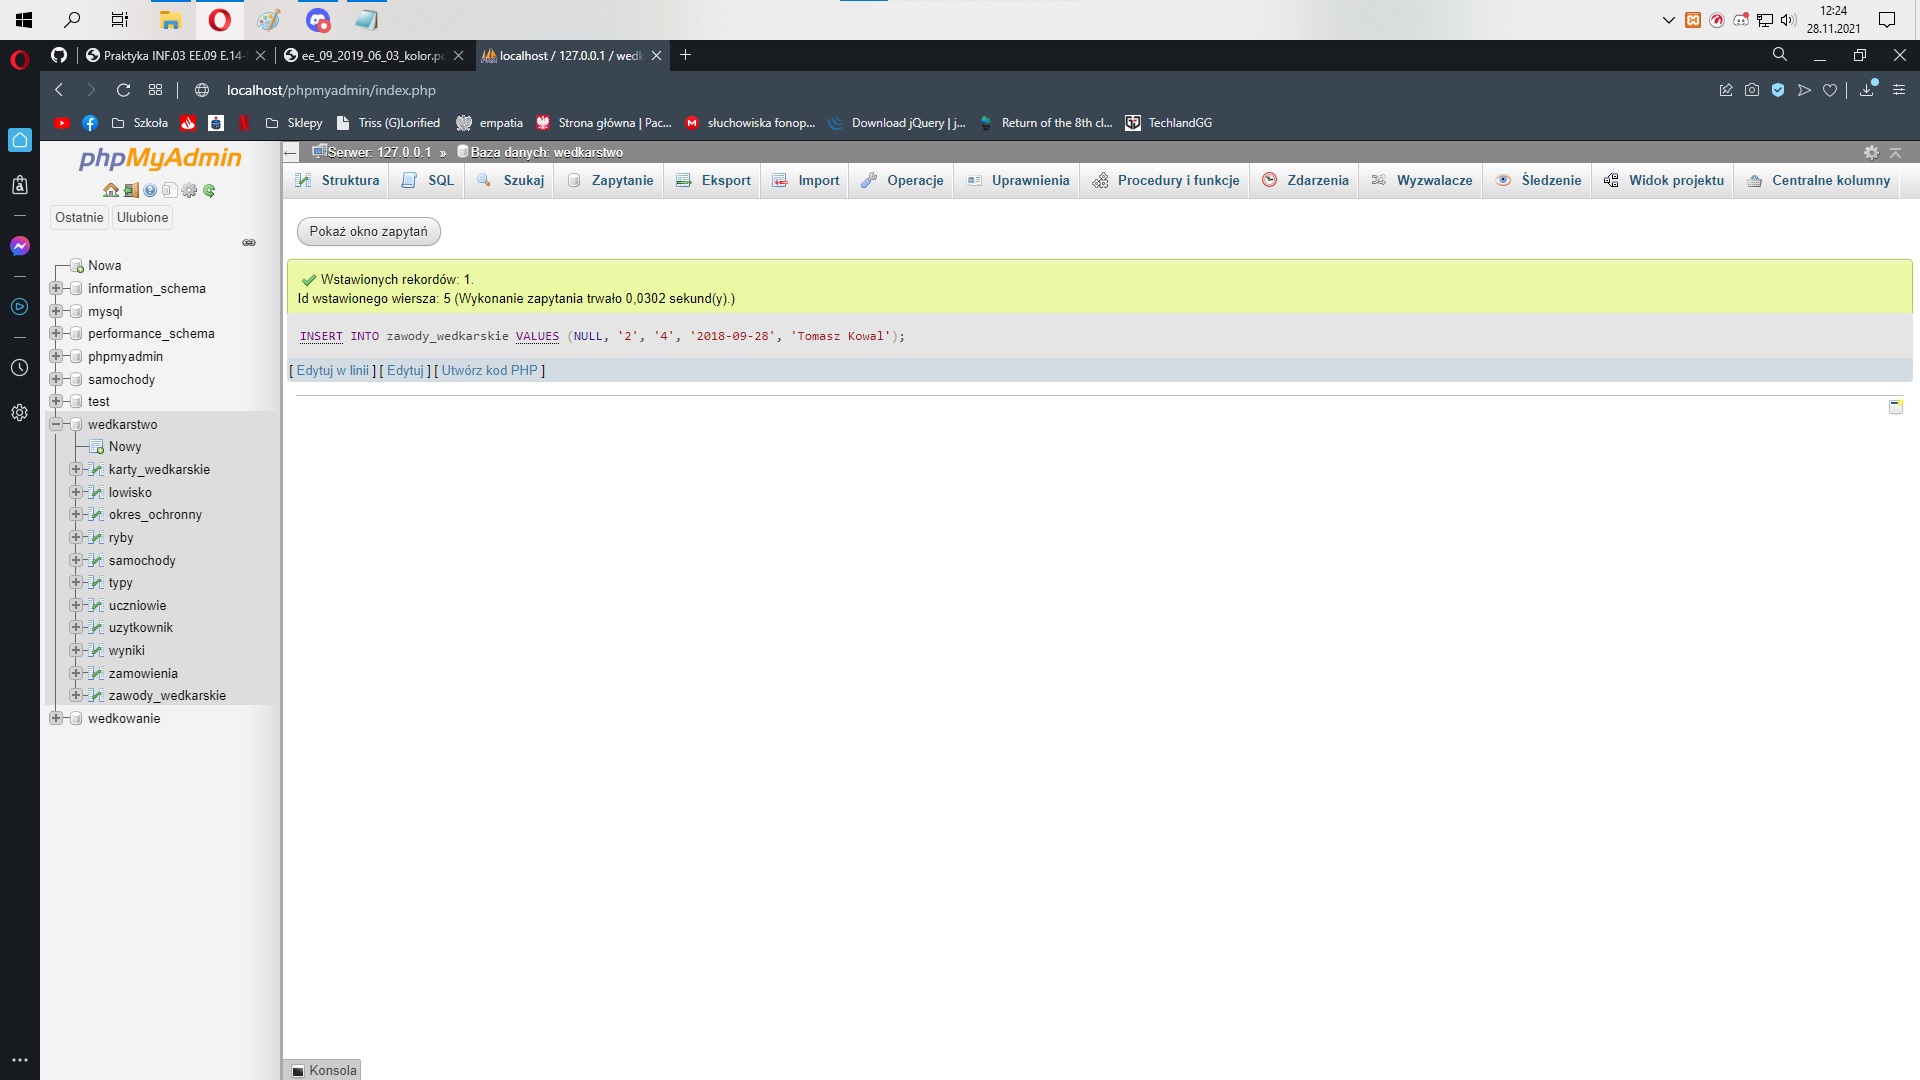 12:24
28.11.2021
Praktyka INF.03 EE.09 E.14-
ee_09_2019_06_03_kolor.pd
localhost / 127.0.0.1 / wedk
localhost/phpmyadmin/index.php
Szkoła
Sklepy
Triss (G)Lorified
empatia
Strona główna | Pac...
słuchowiska fonop...
Download jQuery | j...
Return of the 8th cl...
TechlandGG
phpMyAdmin
Ostatnie
Ulubione
Nowa
information_schema
mysql
performance_schema
phpmyadmin
samochody
test
wedkarstwo
Nowy
karty_wedkarskie
lowisko
okres_ochronny
ryby
samochody
typy
uczniowie
uzytkownik
wyniki
zamowienia
zawody_wedkarskie
wedkowanie
Serwer: 127.0.0.1 » Baza danych: wedkarstwo
Struktura
SQL
Szukaj
Zapytanie
Eksport
Import
Operacje
Uprawnienia
Procedury i funkcje
Zdarzenia
Wyzwalacze
Śledzenie
Widok projektu
Centralne kolumny
Pokaż okno zapytań
Wstawionych rekordów: 1.
Id wstawionego wiersza: 5 (Wykonanie zapytania trwało 0,0302 sekund(y).)
INSERT INTO zawody_wedkarskie VALUES (NULL, '2', '4', '2018-09-28', 'Tomasz Kowal');
[ Edytuj w linii ] [ Edytuj ] [ Utwórz kod PHP ]
Konsola